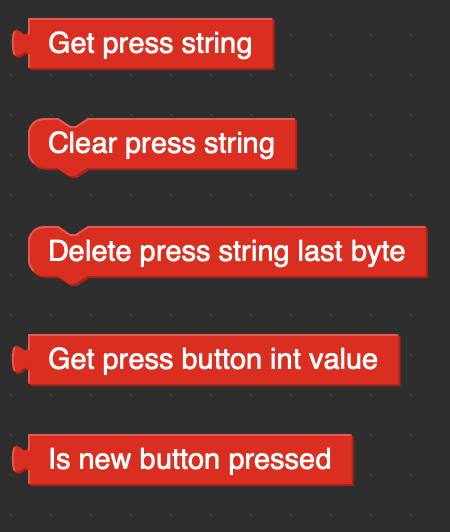 Get press string
Clear press string
Delete press string last byte
Get press button int value
Is new button pressed